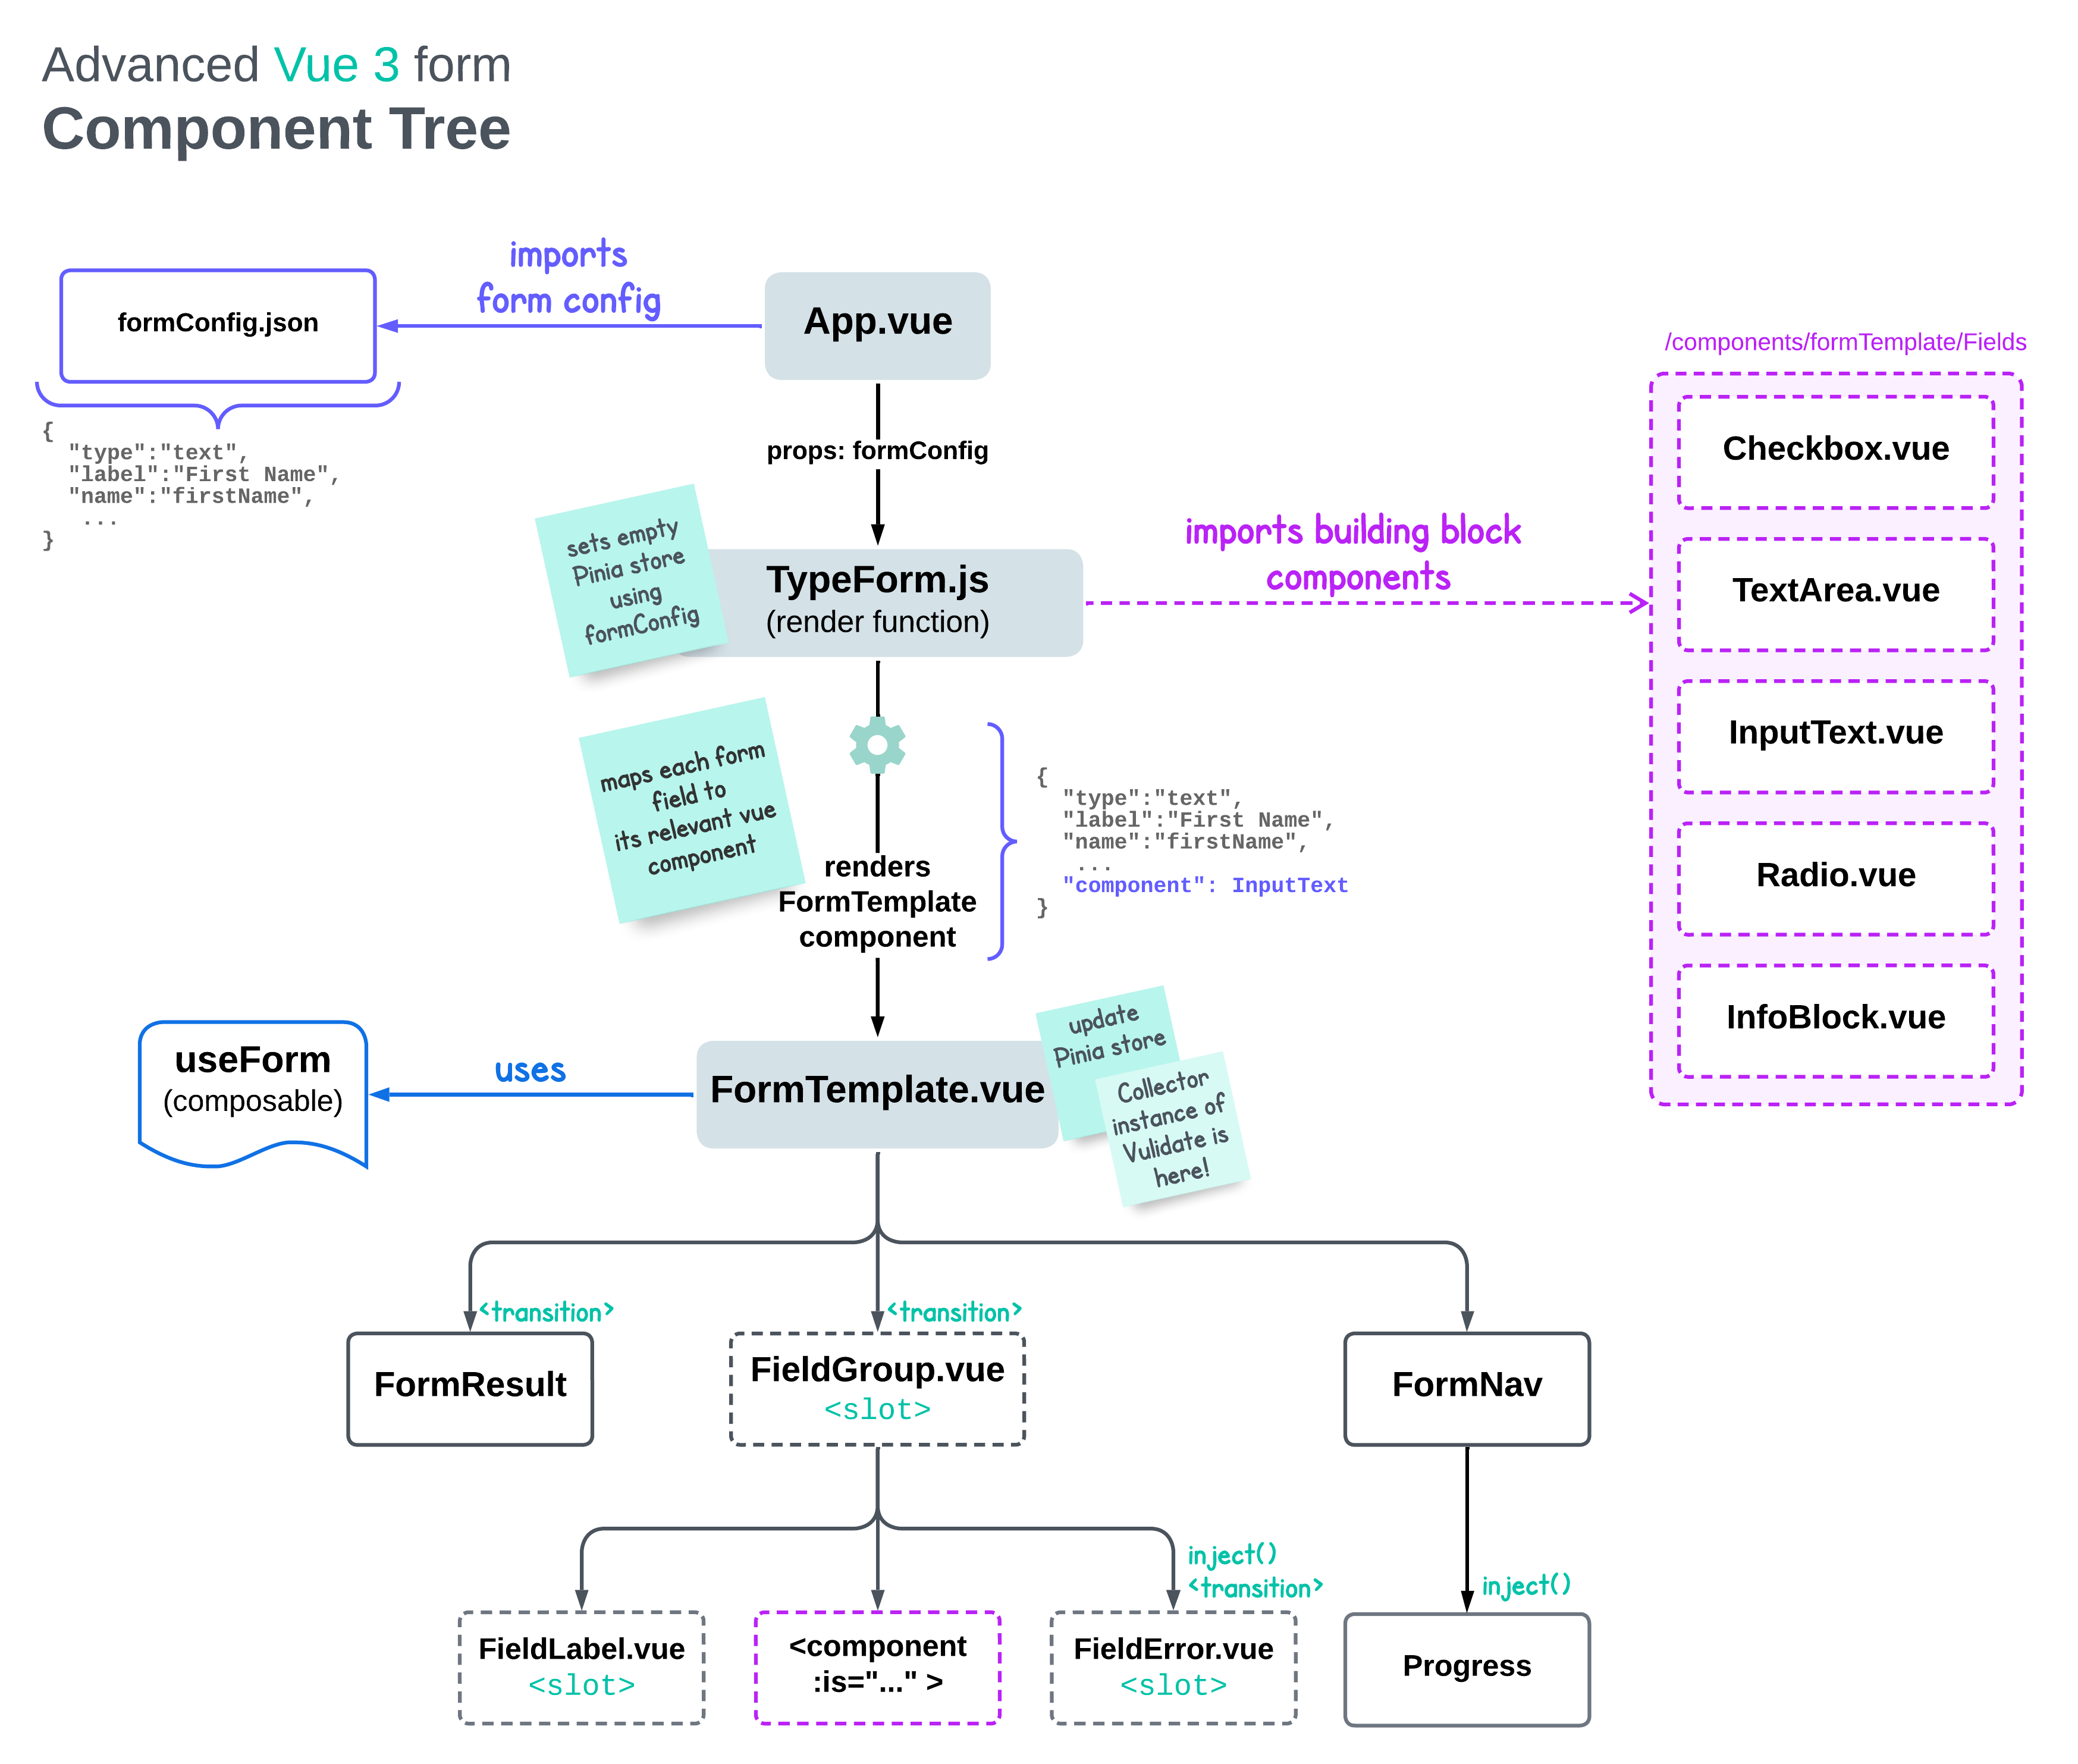 Advanced Vue 3 form
Component Tree
imports
form config
formConfig.json
App.vue
{
"type":"text",
"label":"First Name",
"name":"firstName",
...
}
props: formConfig
/components/formTemplate/Fields
Checkbox.vue
TextArea.vue
InputText.vue
Radio.vue
InfoBlock.vue
sets empty
Pinia store
using
formConfig
TypeForm.js
(render function)
imports building block
components
maps each form
field to
its relevant vue
component
renders
FormTemplate
component
{
"type":"text",
"label":"First Name",
"name":"firstName",
...
"component": InputText
}
useForm
(composable)
uses
FormTemplate.vue
update
Pinia store
Collector
instance of
Vulidate is
here!
<transition>
<transition>
FormResult
FieldGroup.vue
<slot>
FormNav
inject()
<transition>
inject()
FieldLabel.vue
<slot>
<component
:is="..." >
FieldError.vue
<slot>
Progress